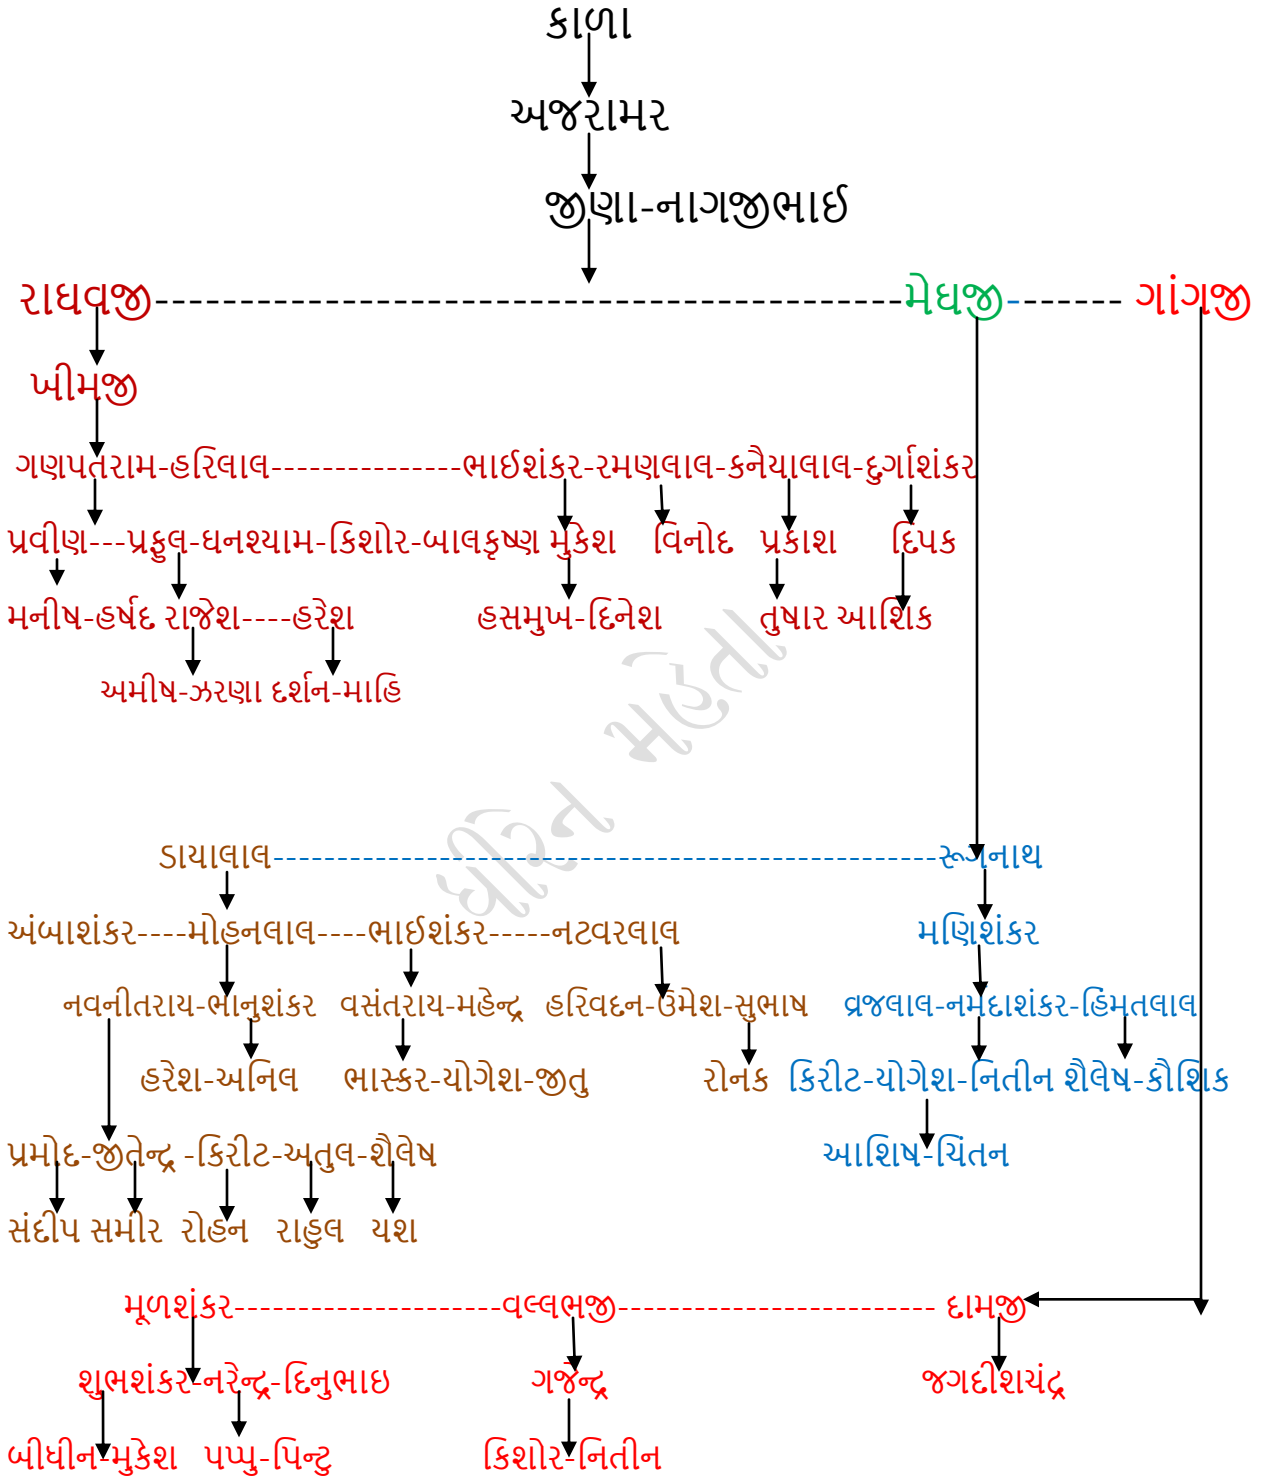 કાળા
અજરામર
જીણા-નાગજીભાઈ
રાઘવજી--------------------------------------------મેઘજી------- ગાંગજી
ખીમજી
ગણપતરામ-હરિલાલ---------------ભાઈશંકર-રમણલાલ-કનૈયાલાલ-દુર્ગાશંકર
પ્રવીણ---પ્રફુલ-ઘનશ્યામ-કિશોર-બાલકૃષ્ણ મુકેશ વિનોદ પ્રકાશ દિપક
મનીષ-હર્ષદ રાજેશ----હરેશ હસમુખ-દિનેશ તુષાર આશિક
અમીષ-ઝરણા દર્શન-માહિ
ધીરેન મહેતા
ડાયાલાલ----------------------------------------------------રૂગનાથ
અંબાશંકર----મોહનલાલ----ભાઈશંકર-----નટવરલાલ મણિશંકર
નવનીતરાય-ભાનુશંકર વસંતરાય-મહેન્દ્ર હરિવદન-ઉમેશ-સુભાષ વ્રજલાલ-નર્મદાશંકર-હિંમતલાલ
હરેશ-અનિલ ભાસ્કર-યોગેશ-જીતુ રોનક કિરીટ-યોગેશ-નિતીન શૈલેષ-કૌશિક
પ્રમોદ-જીતેન્દ્ર -કિરીટ-અતુલ-શૈલેષ આશિષ-ચિંતન
સંદીપ સમીર રોહન રાહુલ યશ
મૂળશંકર---------------------વલ્લભજી------------------------- દામજી
શુભશંકર-નરેન્દ્ર-દિનુભાઇ ગજેન્દ્ર જગદીશચંદ્ર
બીધીન-મુકેશ પપ્પુ-પિન્ટુ કિશોર-નિતીન